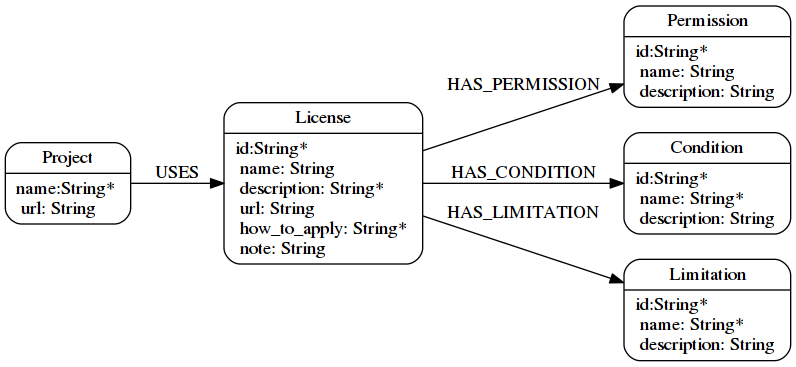 Project
name:String*
url: String
USES
License
id:String*
name: String
description: String*
url: String
how_to_apply: String*
note: String
HAS_PERMISSION
HAS_CONDITION
HAS_LIMITATION
Permission
id:String*
name: String
description: String
Condition
id:String*
name: String*
description: String
Limitation
id:String*
name: String*
description: String